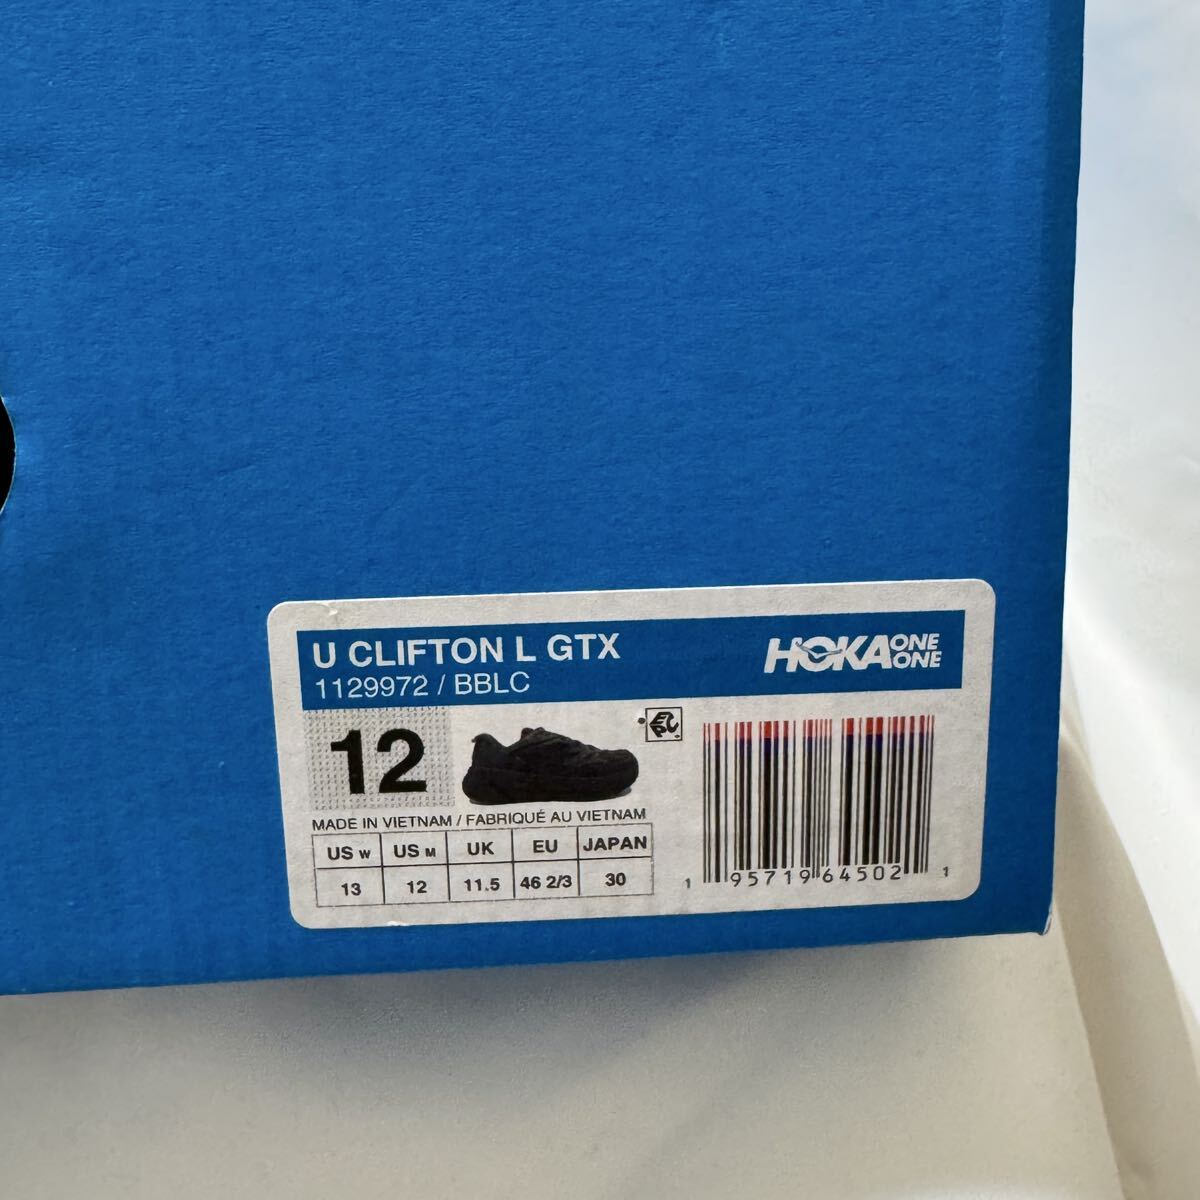 U CLIFTON L GTX
1129972 / BBLC
HOKA ONE ONE
12
MADE IN VIETNAM / FABRIQUÉ AU VIETNAM
US W US M UK EU JAPAN
13 12 11.5 46 2/3 30
1 95719 64502 1